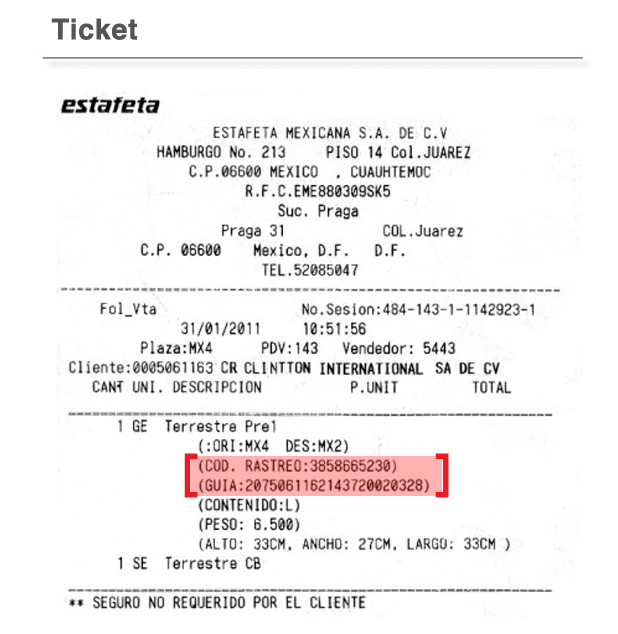 Ticket
estafeta
ESTAFETA MEXICANA S.A. DE C.V
HAMBURGO No. 213 PISO 14 Col.JUAREZ
C.P.06600 MEXICO , CUAUHTEMOC
R.F.C.EME880309SK5
Suc. Praga
Praga 31 COL.Juarez
C.P. 06600 Mexico, D.F. D.F.
TEL.52085047
Fol_Vta No.Sesion:484-143-1-1142923-1
31/01/2011 10:51:56
Plaza:MX4 PDV:143 Vendedor: 5443
Cliente:0005061163 CR CLINTTON INTERNATIONAL SA DE CV
CANT UNI. DESCRIPCION P.UNIT TOTAL
1 GE Terrestre Pre1
(:ORI:MX4 DES:MX2)
(COD. RASTREO:3858665230)
(GUIA:2075061162143720020328)
(CONTENIDO:L)
(PESO: 6.500)
(ALTO: 33CM, ANCHO: 27CM, LARGO: 33CM )
1 SE Terrestre CB
** SEGURO NO REQUERIDO POR EL CLIENTE